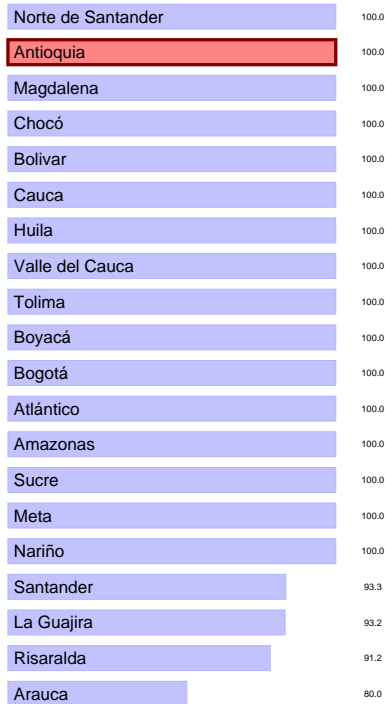 Norte de Santander 100.0
Antioquia 100.0
Magdalena 100.0
Chocó 100.0
Bolivar 100.0
Cauca 100.0
Huila 100.0
Valle del Cauca 100.0
Tolima 100.0
Boyacá 100.0
Bogotá 100.0
Atlántico 100.0
Amazonas 100.0
Sucre 100.0
Meta 100.0
Nariño 100.0
Santander 93.3
La Guajira 93.2
Risaralda 91.2
Arauca 80.0